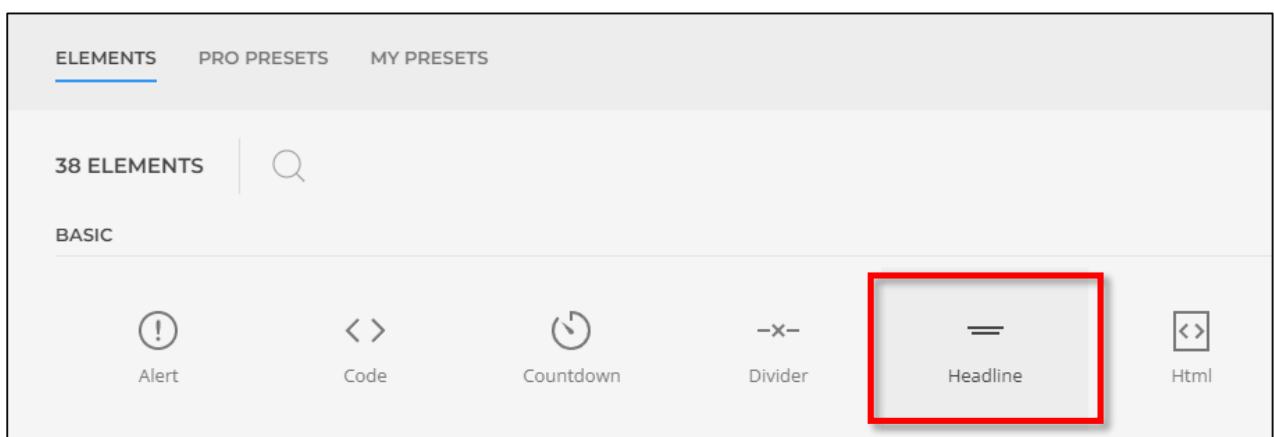 ELEMENTS PRO PRESETS MY PRESETS
38 ELEMENTS
BASIC
Alert Code Countdown Divider Headline Html